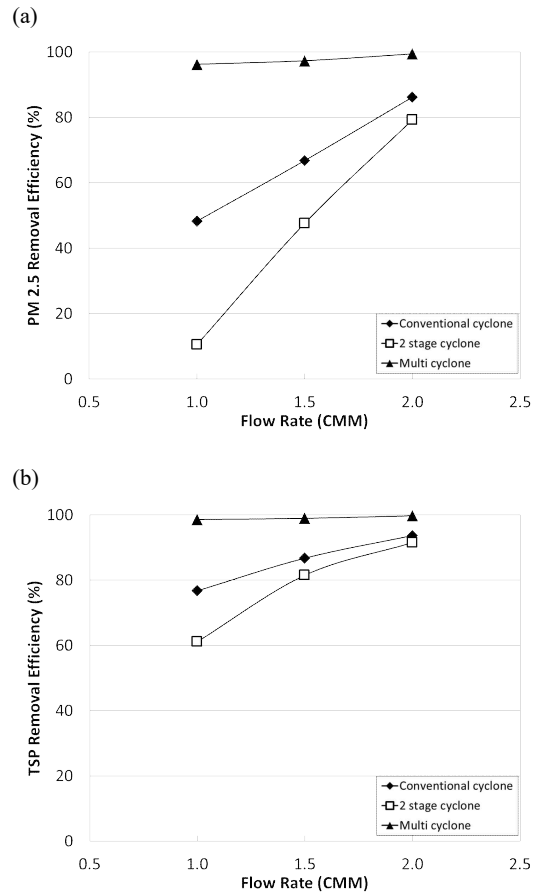 (a)
PM 2.5 Removal Efficiency (%)
100
80
60
40
20
0
Conventional cyclone
2 stage cyclone
Multi cyclone
0.5 1.0 1.5 2.0 2.5
Flow Rate (CMM)
(b)
TSP Removal Efficiency (%)
100
80
60
40
20
0
Conventional cyclone
2 stage cyclone
Multi cyclone
0.5 1.0 1.5 2.0 2.5
Flow Rate (CMM)